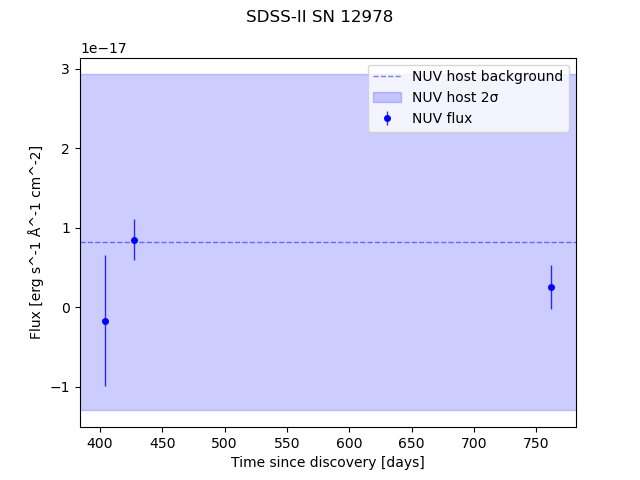 SDSS-II SN 12978
1e−17
NUV host background
NUV host 2σ
NUV flux
3
2
1
0
−1
Flux [erg s^-1 Å^-1 cm^-2]
400 450 500 550 600 650 700 750
Time since discovery [days]